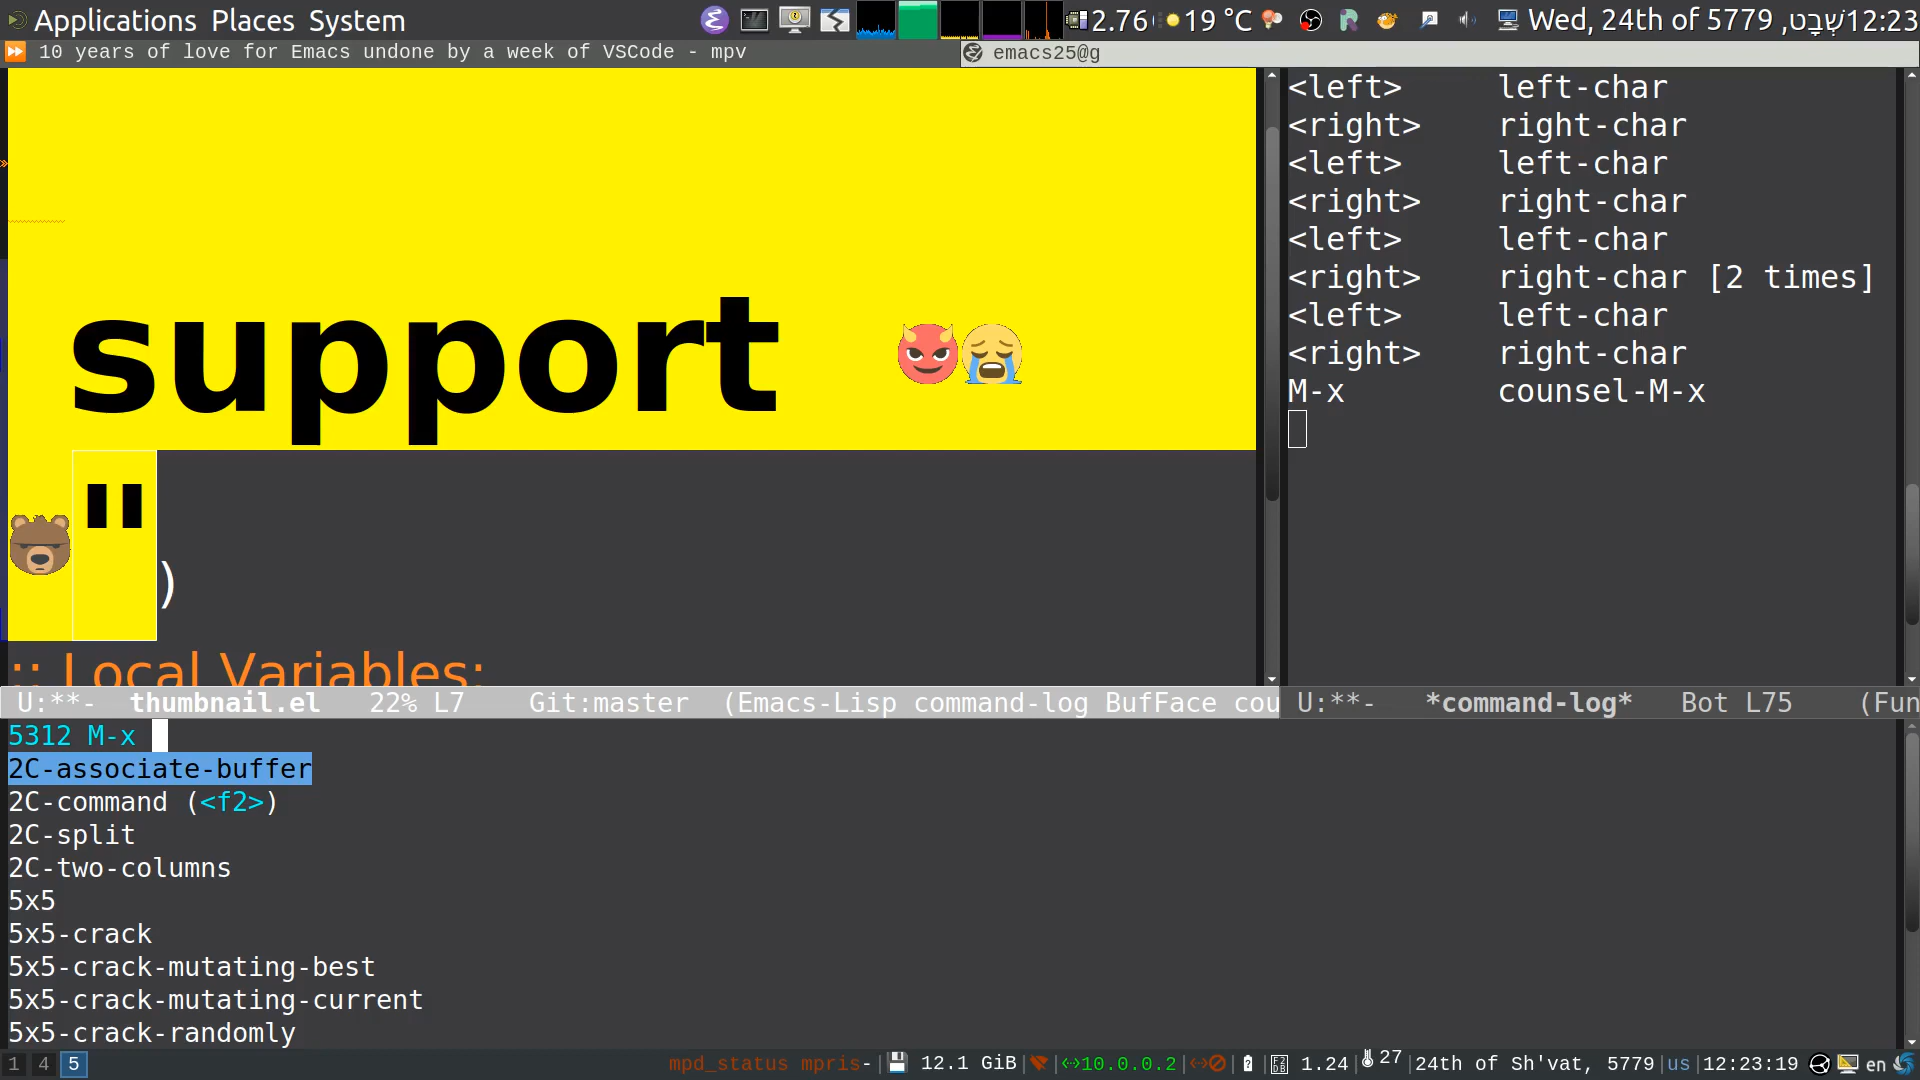 Applications Places System 2.76 19 °C Wed, 24th of 5779 ,שְׁבָט 12:23
10 years of love for Emacs undone by a week of VSCode - mpv
emacs25@g
support 😈😭
🐻")
;; Local Variables:
U:**- thumbnail.el 22% L7 Git:master (Emacs-Lisp command-log BufFace cou
<left> left-char
<right> right-char
<left> left-char
<right> right-char
<left> left-char
<right> right-char [2 times]
<left> left-char
<right> right-char
M-x counsel-M-x
U:**- *command-log* Bot L75 (Fun
5312 M-x
2C-associate-buffer
2C-command (<f2>)
2C-split
2C-two-columns
5x5
5x5-crack
5x5-crack-mutating-best
5x5-crack-mutating-current
5x5-crack-randomly
1 4 5 mpd_status mpris- 12.1 GiB| |10.0.0.2 | | | 1.24| 27 |24th of Sh'vat, 5779|us|12:23:19 en